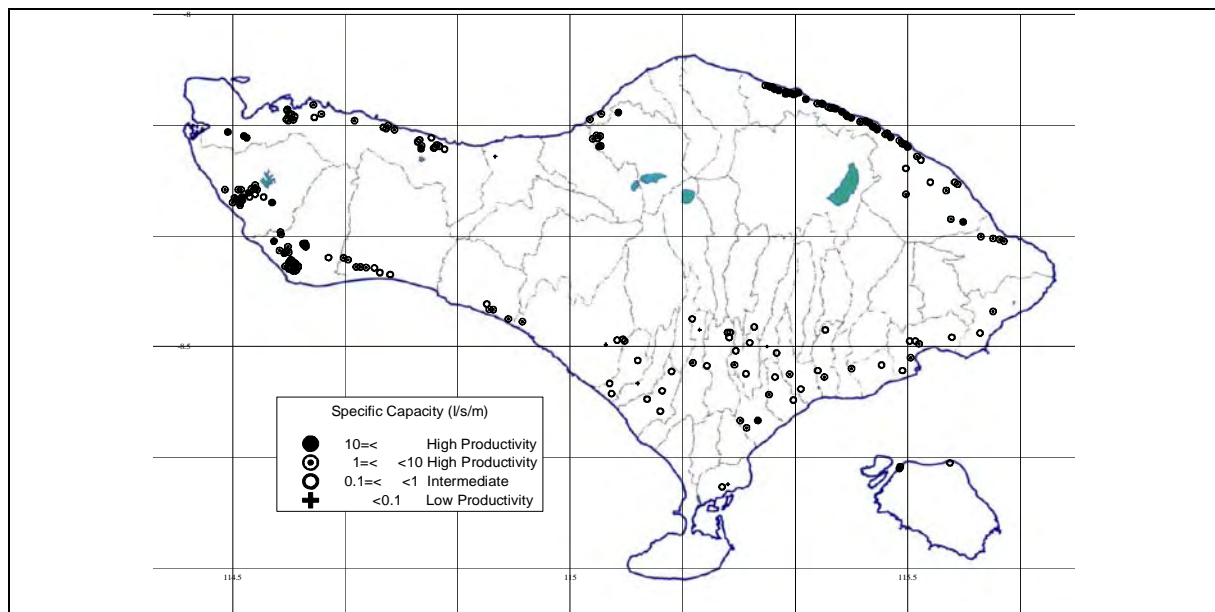 -8
-8.5
Specific Capacity (l/s/m)
10=< High Productivity
1=< <10 High Productivity
0.1=< <1 Intermediate
<0.1 Low Productivity
114.5 115 115.5